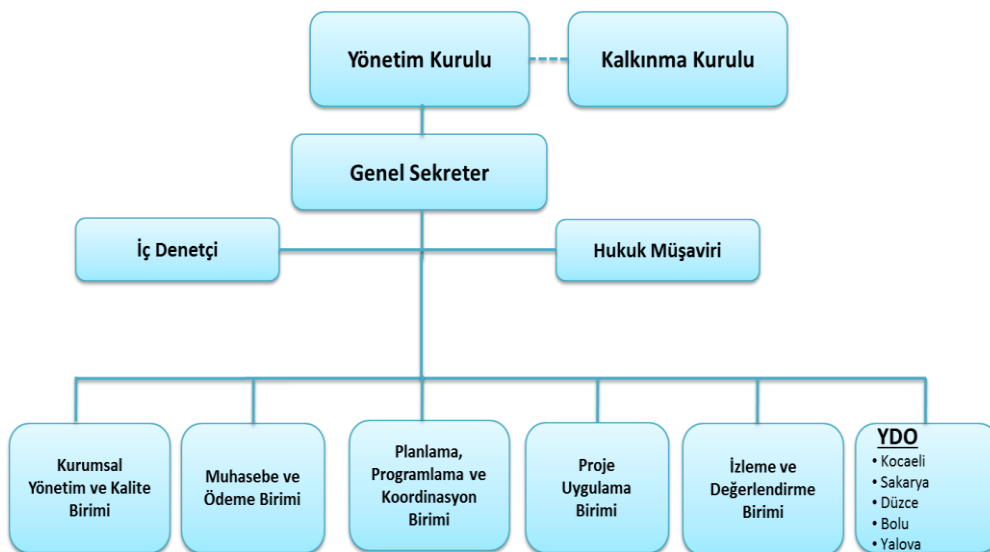 Yönetim Kurulu
Kalkınma Kurulu
Genel Sekreter
İç Denetçi
Hukuk Müşaviri
Kurumsal
Yönetim ve Kalite
Birimi
Muhasebe ve
Ödeme Birimi
Planlama,
Programlama ve
Koordinasyon
Birimi
Proje
Uygulama
Birimi
İzleme ve
Değerlendirme
Birimi
YDO
• Kocaeli
• Sakarya
• Düzce
• Bolu
• Yalova